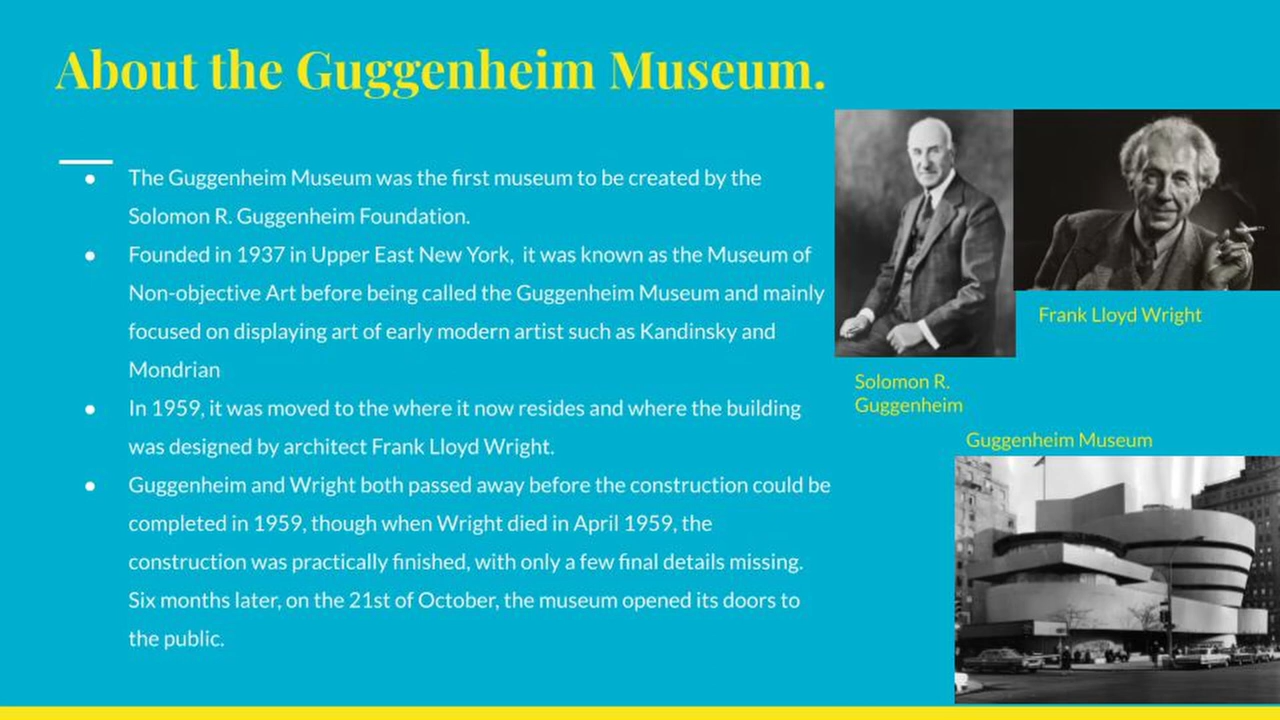 About the Guggenheim Museum.
● The Guggenheim Museum was the first museum to be created by the
Solomon R. Guggenheim Foundation.
● Founded in 1937 in Upper East New York,  it was known as the Museum of
Non-objective Art before being called the Guggenheim Museum and mainly
focused on displaying art of early modern artist such as Kandinsky and
Mondrian
● In 1959, it was moved to the where it now resides and where the building
was designed by architect Frank Lloyd Wright.
● Guggenheim and Wright both passed away before the construction could be
completed in 1959, though when Wright died in April 1959, the
construction was practically finished, with only a few final details missing.
Six months later, on the 21st of October, the museum opened its doors to
the public.
Frank Lloyd Wright
Solomon R.
Guggenheim
Guggenheim Museum